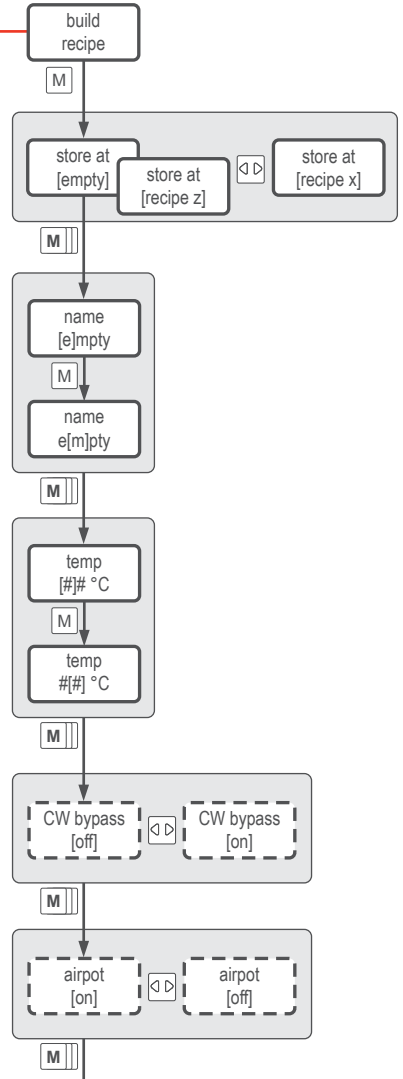 build
recipe
M
store at
[empty]
store at
[recipe z]
store at
[recipe x]
M
name
[e]mpty
M
name
e[m]pty
M
temp
[#]# °C
M
temp
#[#] °C
M
CW bypass
[off]
CW bypass
[on]
M
airpot
[on]
airpot
[off]
M